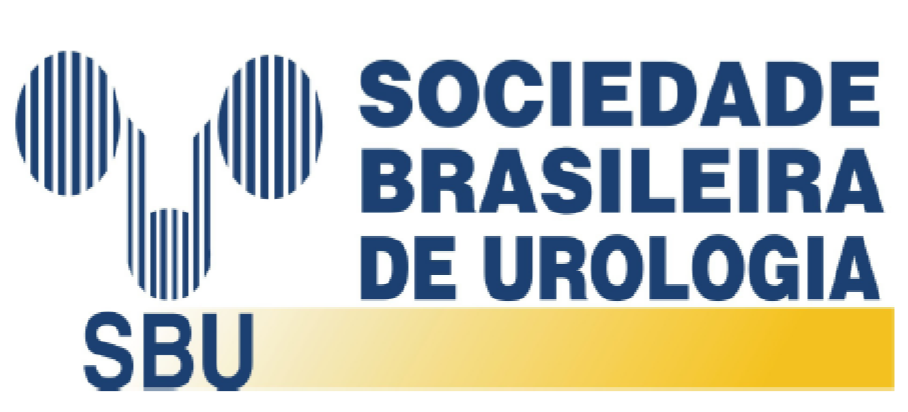 SOCIEDADE
BRASILEIRA
DE UROLOGIA
SBU